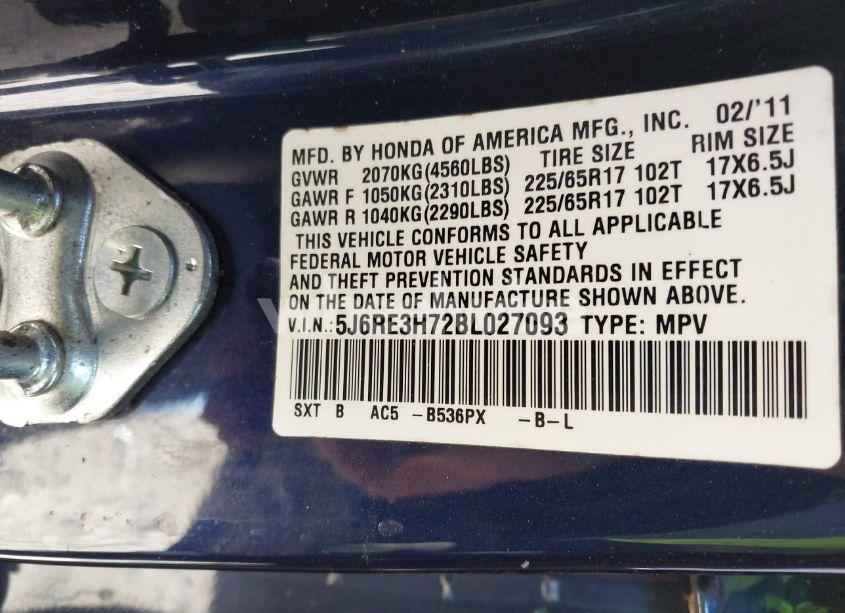 MFD. BY HONDA OF AMERICA MFG., INC. 02/'11
GVWR 2070KG(4560LBS) TIRE SIZE RIM SIZE
GAWR F 1050KG(2310LBS) 225/65R17 102T 17X6.5J
GAWR R 1040KG(2290LBS) 225/65R17 102T 17X6.5J
THIS VEHICLE CONFORMS TO ALL APPLICABLE
FEDERAL MOTOR VEHICLE SAFETY
AND THEFT PREVENTION STANDARDS IN EFFECT
ON THE DATE OF MANUFACTURE SHOWN ABOVE.
V.I.N.: 5J6RE3H72BL027093 TYPE: MPV
SXT B AC5 -B536PX -B-L